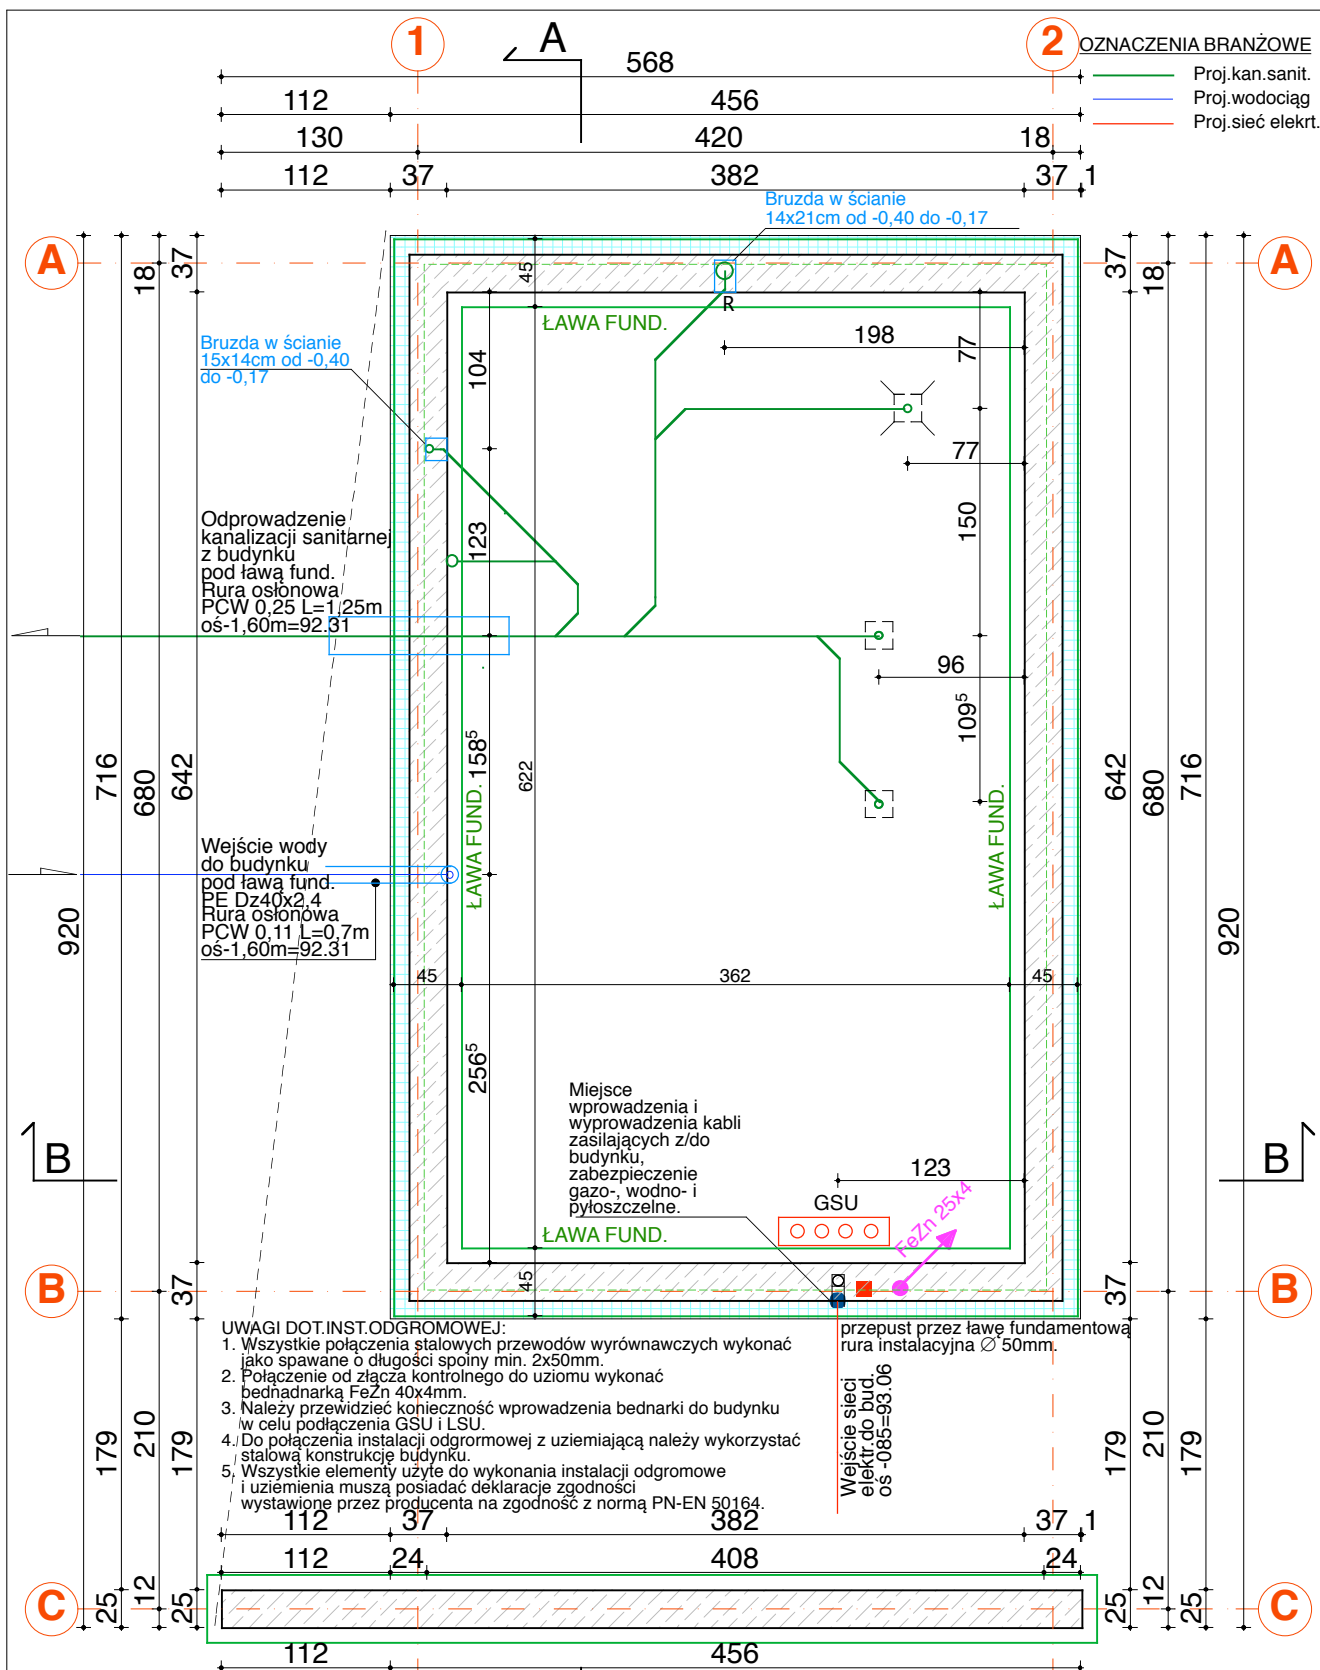 1
A
2
OZNACZENIA BRANŻOWE
568
Proj.kan.sanit.
112
456
Proj.wodociąg
Proj.sieć elekrt.
130
420
18
112
37
382
37
1
Bruzda w ścianie
14x21cm od -0,40 do -0,17
A
18
37
45
37
18
A
ŁAWA FUND.
R
198
77
Bruzda w ścianie
15x14cm od -0,40
do -0,17
104
77
Odprowadzenie
kanalizacji sanitarnej
z budynku
pod ławą fund.
Rura osłonowa
PCW 0,25 L=1,25m
oś-1,60m=92.31
123
150
96
109⁵
716
680
642
158⁵
622
642
680
716
ŁAWA FUND.
ŁAWA FUND.
Wejście wody
do budynku
pod ławą fund.
PE Dz40x2,4
Rura osłonowa
PCW 0,11 L=0,7m
oś-1,60m=92.31
920
920
45
362
45
256⁵
Miejsce
wprowadzenia i
wyprowadzenia kabli
zasilających z/do
budynku,
zabezpieczenie
gazo-, wodno- i
pyłoszczelne.
B
B
123
GSU
FeZn 25x4
ŁAWA FUND.
B
37
45
37
B
UWAGI DOT.INST.ODGROMOWEJ:
1. Wszystkie połączenia stalowych przewodów wyrównawczych wykonać
jako spawane o długości spoiny min. 2x50mm.
2. Połączenie od złącza kontrolnego do uziomu wykonać
bednadnarką FeZn 40x4mm.
3. Należy przewidzieć konieczność wprowadzenia bednarki do budynku
w celu podłączenia GSU i LSU.
4. Do połączenia instalacji odgrormowej z uziemiającą należy wykorzystać
stalową konstrukcję budynku.
5. Wszystkie elementy użyte do wykonania instalacji odgromowe
i uziemienia muszą posiadać deklaracje zgodności
wystawione przez producenta na zgodność z normą PN-EN 50164.
przepust przez ławę fundamentową
rura instalacyjna ∅ 50mm.
Wejście sieci
elektr.do bud.
oś -085=93.06
179
210
179
179
210
179
112
37
382
37
1
112
24
408
24
C
25
12
25
25
12
25
C
112
456